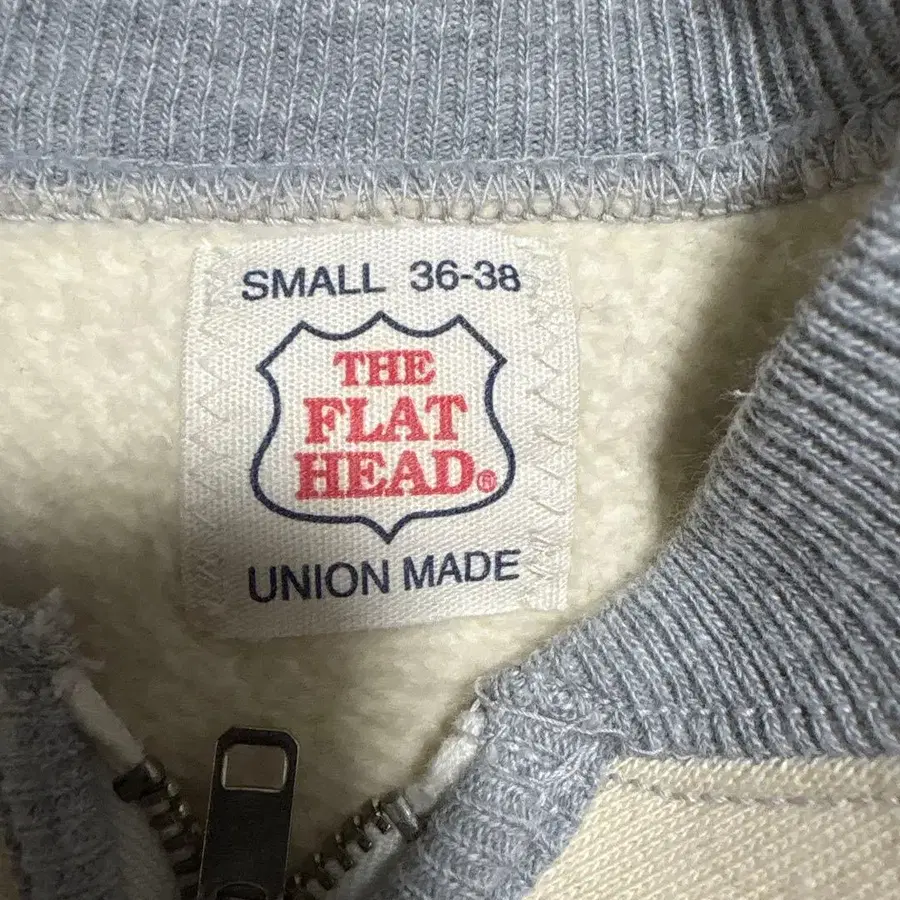 SMALL 36-38
THE
FLAT
HEAD®
UNION MADE